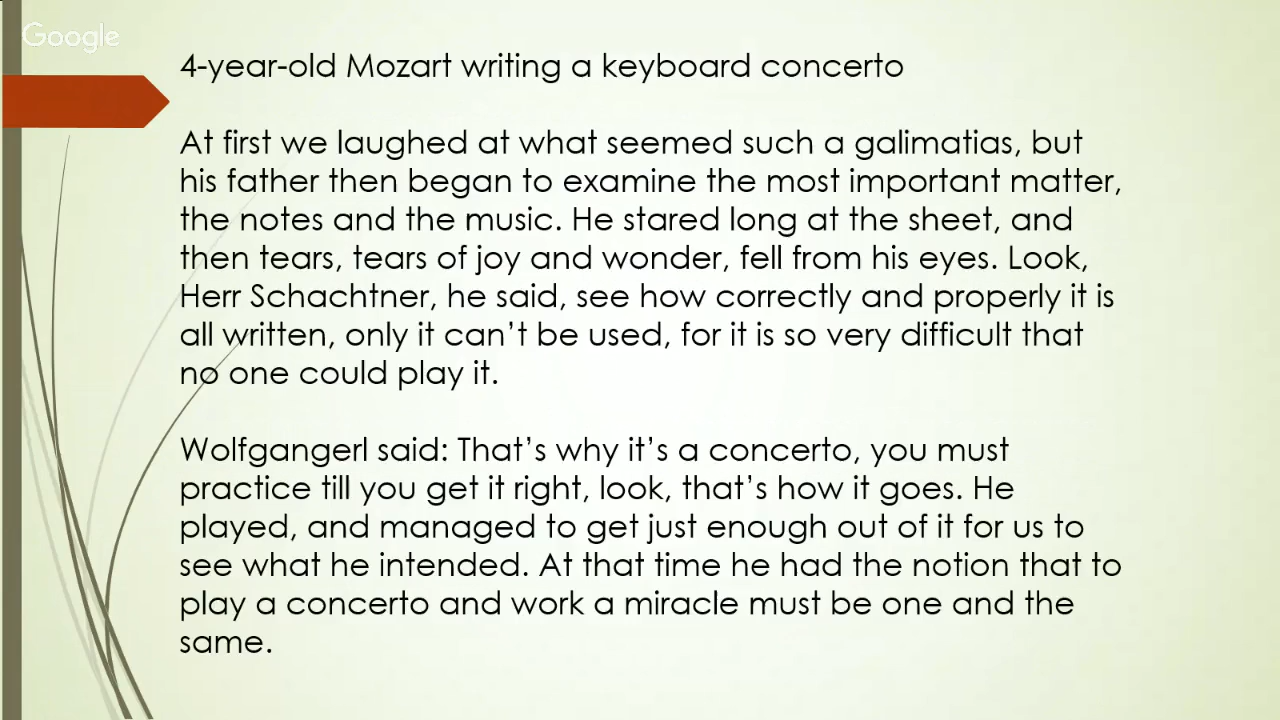 Google
4-year-old Mozart writing a keyboard concerto
At first we laughed at what seemed such a galimatias, but
his father then began to examine the most important matter,
the notes and the music. He stared long at the sheet, and
then tears, tears of joy and wonder, fell from his eyes. Look,
Herr Schachtner, he said, see how correctly and properly it is
all written, only it can't be used, for it is so very difficult that
no one could play it.
Wolfgangerl said: That's why it's a concerto, you must
practice till you get it right, look, that's how it goes. He
played, and managed to get just enough out of it for us to
see what he intended. At that time he had the notion that to
play a concerto and work a miracle must be one and the
same.